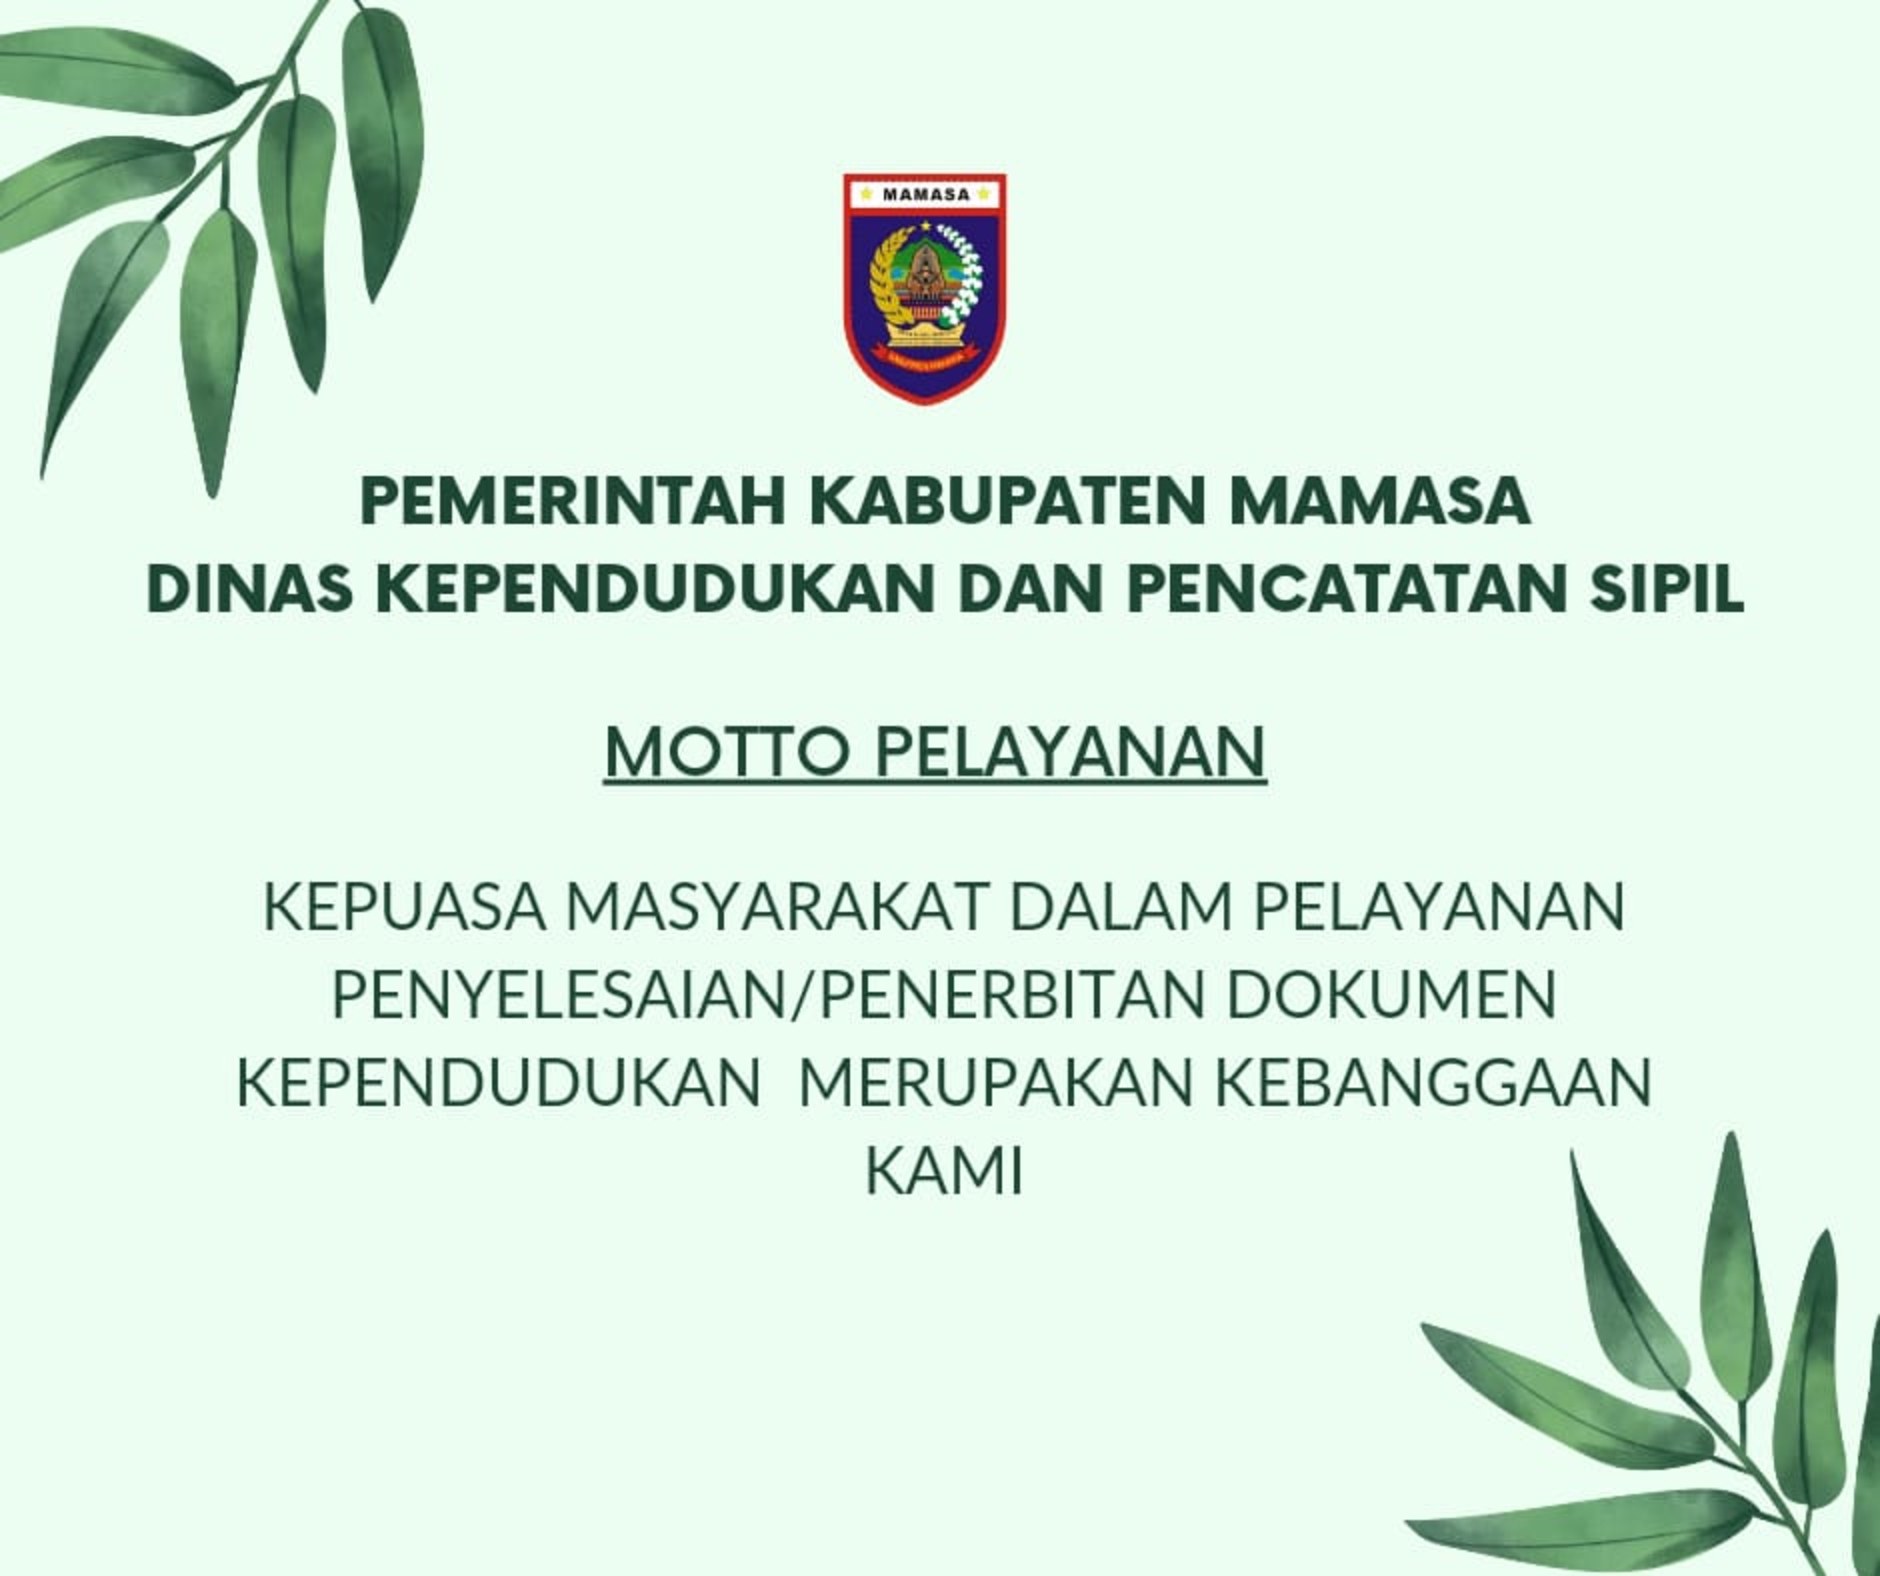 MAMASA
PEMERINTAH KABUPATEN MAMASA
DINAS KEPENDUDUKAN DAN PENCATATAN SIPIL
MOTTO PELAYANAN
KEPUASA MASYARAKAT DALAM PELAYANAN
PENYELESAIAN/PENERBITAN DOKUMEN
KEPENDUDUKAN  MERUPAKAN KEBANGGAAN
KAMI